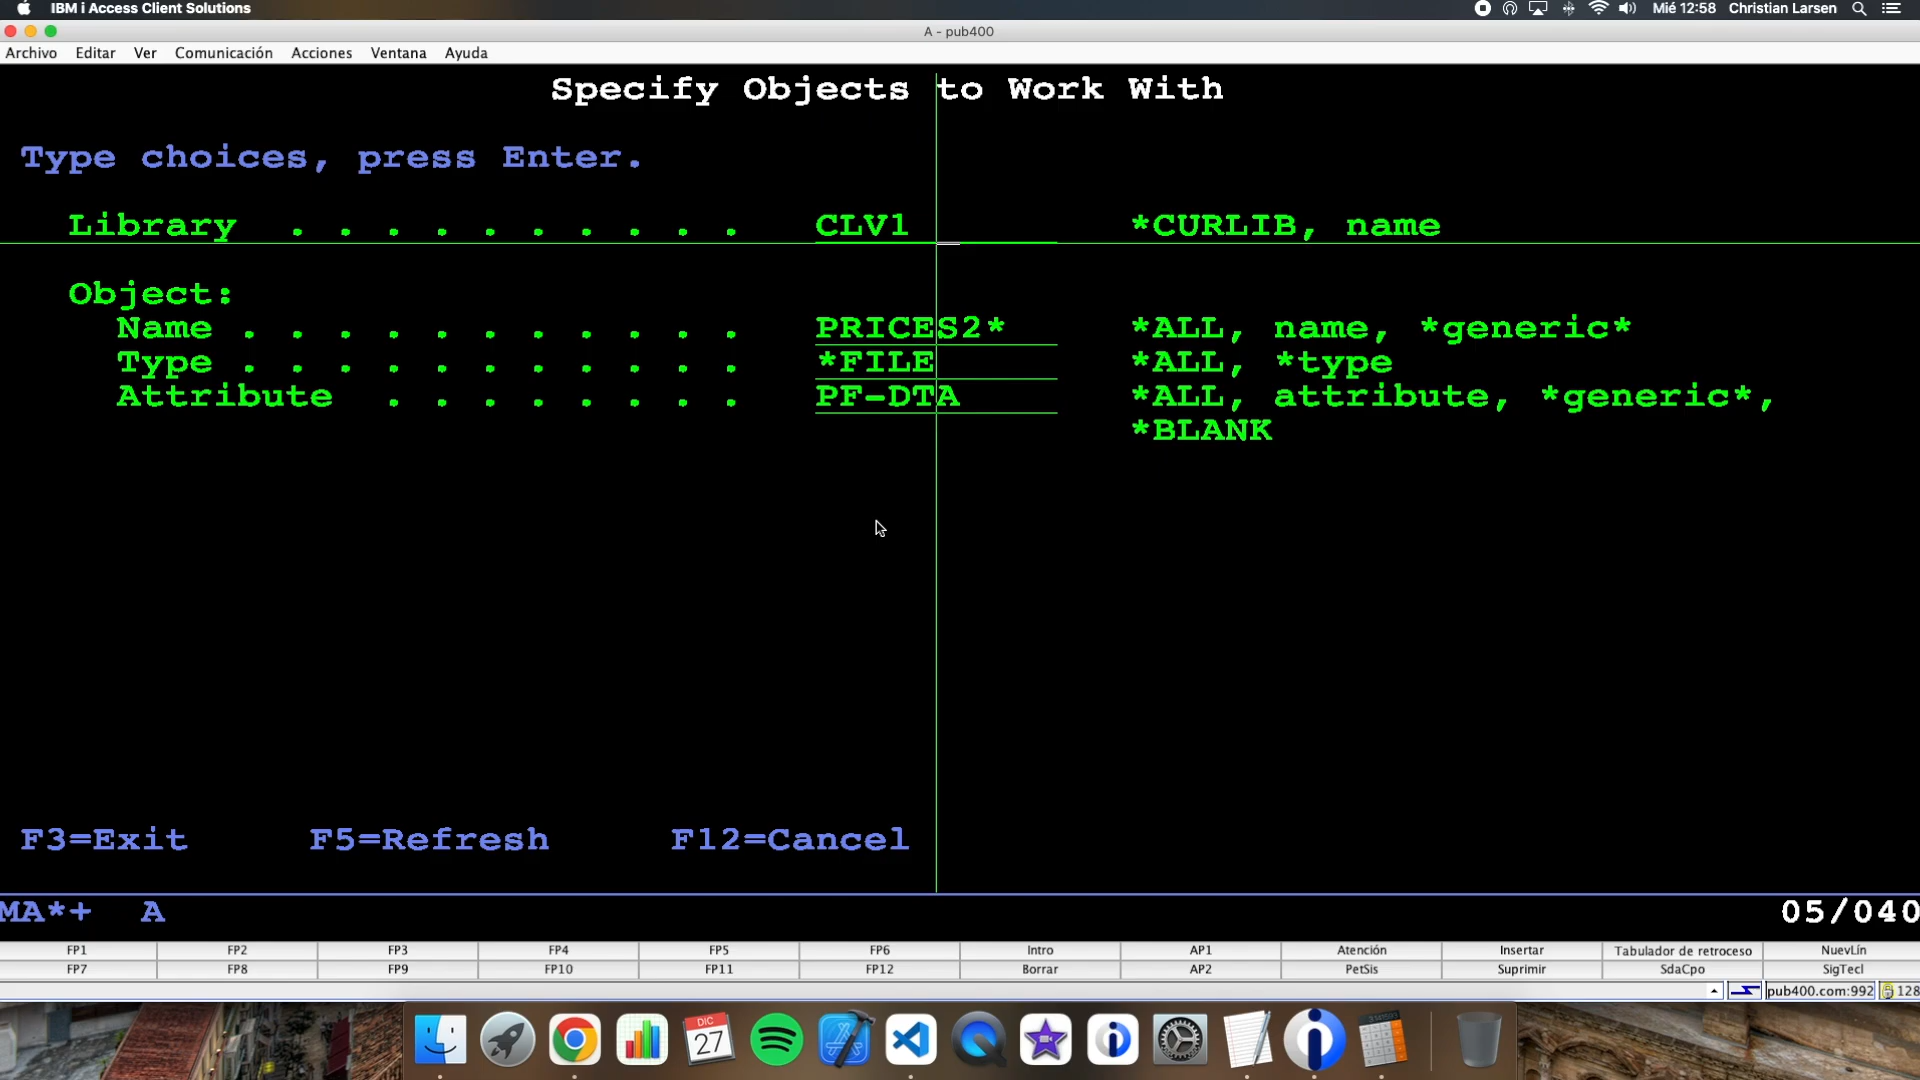 IBM i Access Client Solutions
Mié 12:58 Christian Larsen
A - pub400
Archivo Editar Ver Comunicación Acciones Ventana Ayuda
Specify Objects to Work With
Type choices, press Enter.
Library . . . . . . . . . . CLV1 *CURLIB, name
Object:
Name . . . . . . . . . . . PRICES2* *ALL, name, *generic*
Type . . . . . . . . . . . *FILE *ALL, *type
Attribute . . . . . . . . PF-DTA *ALL, attribute, *generic*,
*BLANK
F3=Exit F5=Refresh F12=Cancel
MA*+ A 05/040
FP1 FP2 FP3 FP4 FP5 FP6 Intro AP1 Atención Insertar Tabulador de retroceso NuevLín
FP7 FP8 FP9 FP10 FP11 FP12 Borrar AP2 PetSis Suprimir SdaCpo SigTecl
pub400.com:992 128
DIC
27